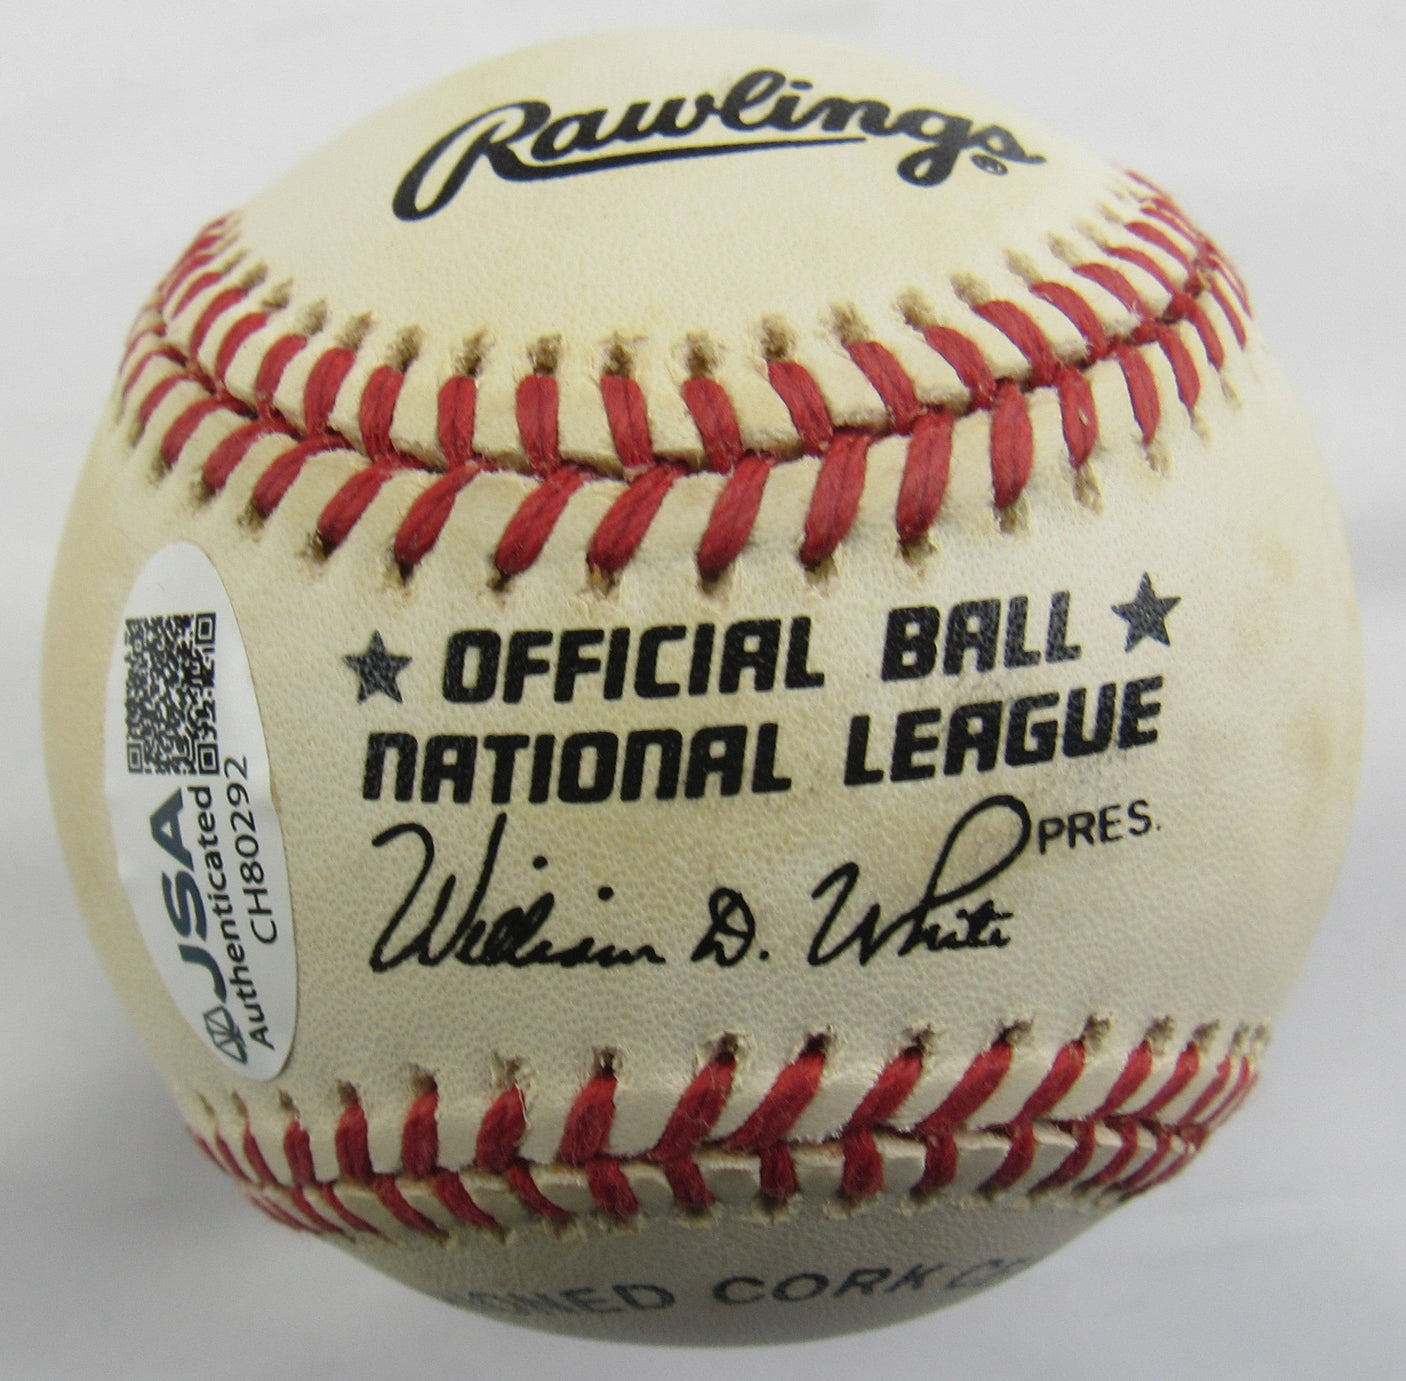 Rawlings®
★ OFFICIAL BALL ★
NATIONAL LEAGUE
PRES.
William D. White
JSA
Authenticated
CH80292
CORK